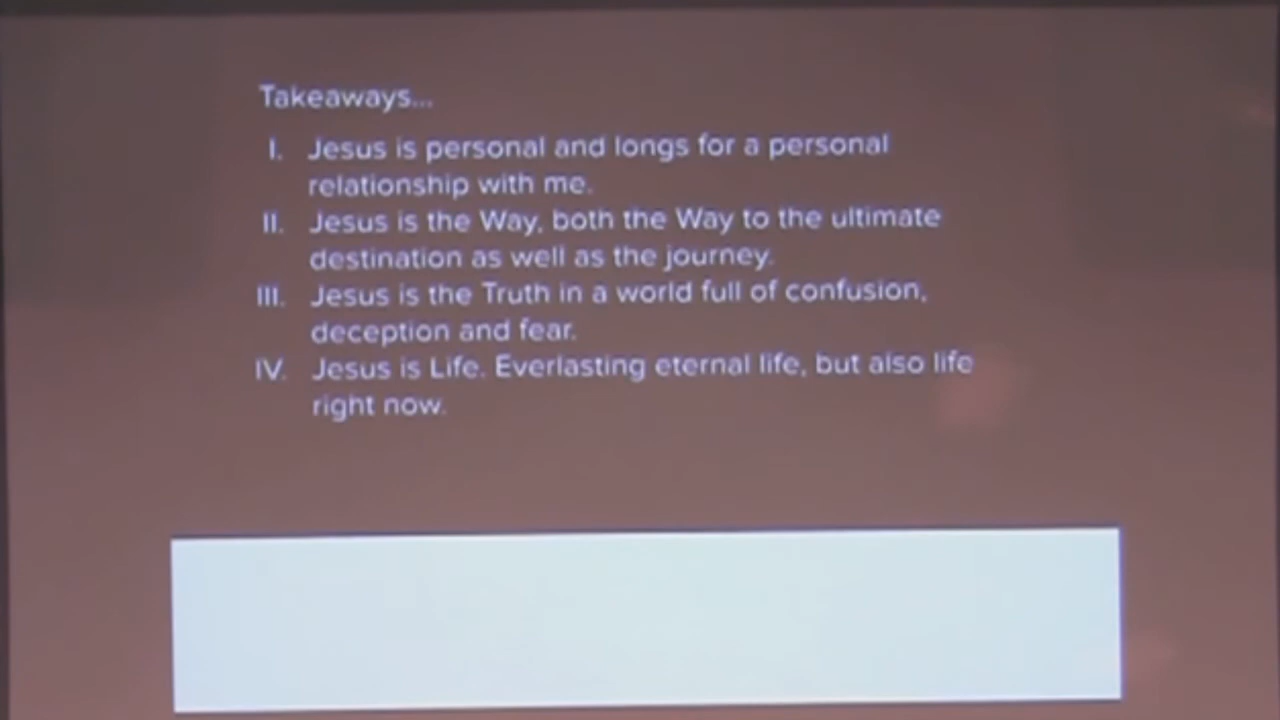 Takeaways...
I. Jesus is personal and longs for a personal
relationship with me.
II. Jesus is the Way, both the Way to the ultimate
destination as well as the journey.
III. Jesus is the Truth in a world full of confusion,
deception and fear.
IV. Jesus is Life. Everlasting eternal life, but also life
right now.